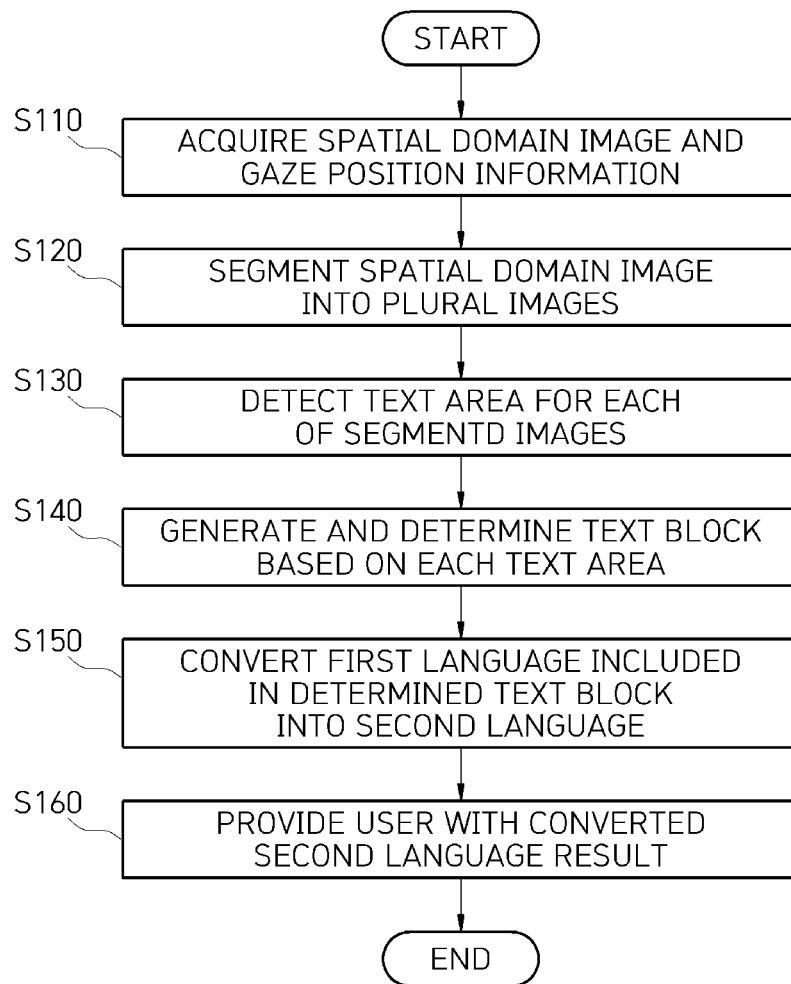 START
S110
ACQUIRE SPATIAL DOMAIN IMAGE AND
GAZE POSITION INFORMATION
S120
SEGMENT SPATIAL DOMAIN IMAGE
INTO PLURAL IMAGES
S130
DETECT TEXT AREA FOR EACH
OF SEGMENTD IMAGES
S140
GENERATE AND DETERMINE TEXT BLOCK
BASED ON EACH TEXT AREA
S150
CONVERT FIRST LANGUAGE INCLUDED
IN DETERMINED TEXT BLOCK
INTO SECOND LANGUAGE
S160
PROVIDE USER WITH CONVERTED
SECOND LANGUAGE RESULT
END